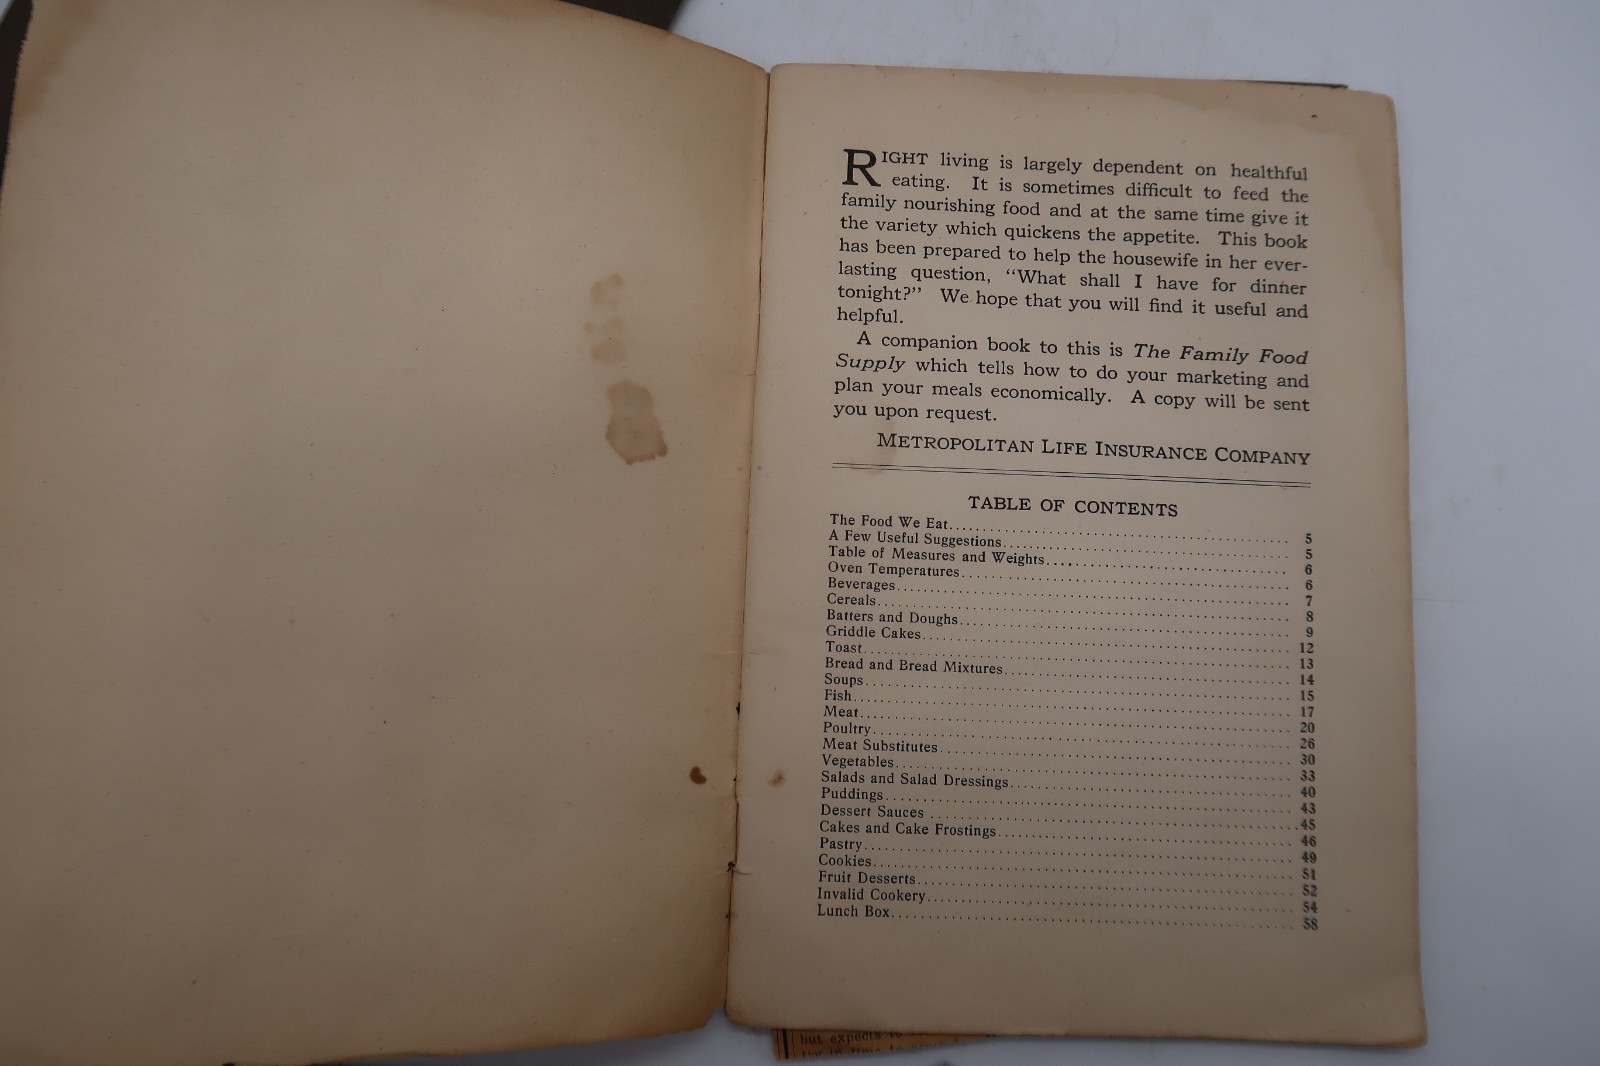 RIGHT living is largely dependent on healthful
eating. It is sometimes difficult to feed the
family nourishing food and at the same time give it
the variety which quickens the appetite. This book
has been prepared to help the housewife in her ever-
lasting question, “What shall I have for dinner
tonight?” We hope that you will find it useful and
helpful.
A companion book to this is The Family Food
Supply which tells how to do your marketing and
plan your meals economically. A copy will be sent
you upon request.
METROPOLITAN LIFE INSURANCE COMPANY
TABLE OF CONTENTS
The Food We Eat 5
A Few Useful Suggestions 5
Table of Measures and Weights 6
Oven Temperatures 6
Beverages 7
Cereals 8
Batters and Doughs 9
Griddle Cakes 12
Toast 13
Bread and Bread Mixtures 14
Soups 15
Fish 17
Meat 20
Poultry 26
Meat Substitutes 30
Vegetables 33
Salads and Salad Dressings 40
Puddings 43
Dessert Sauces 45
Cakes and Cake Frostings 46
Pastry 49
Cookies 51
Fruit Desserts 52
Invalid Cookery 54
Lunch Box 58
but expects to